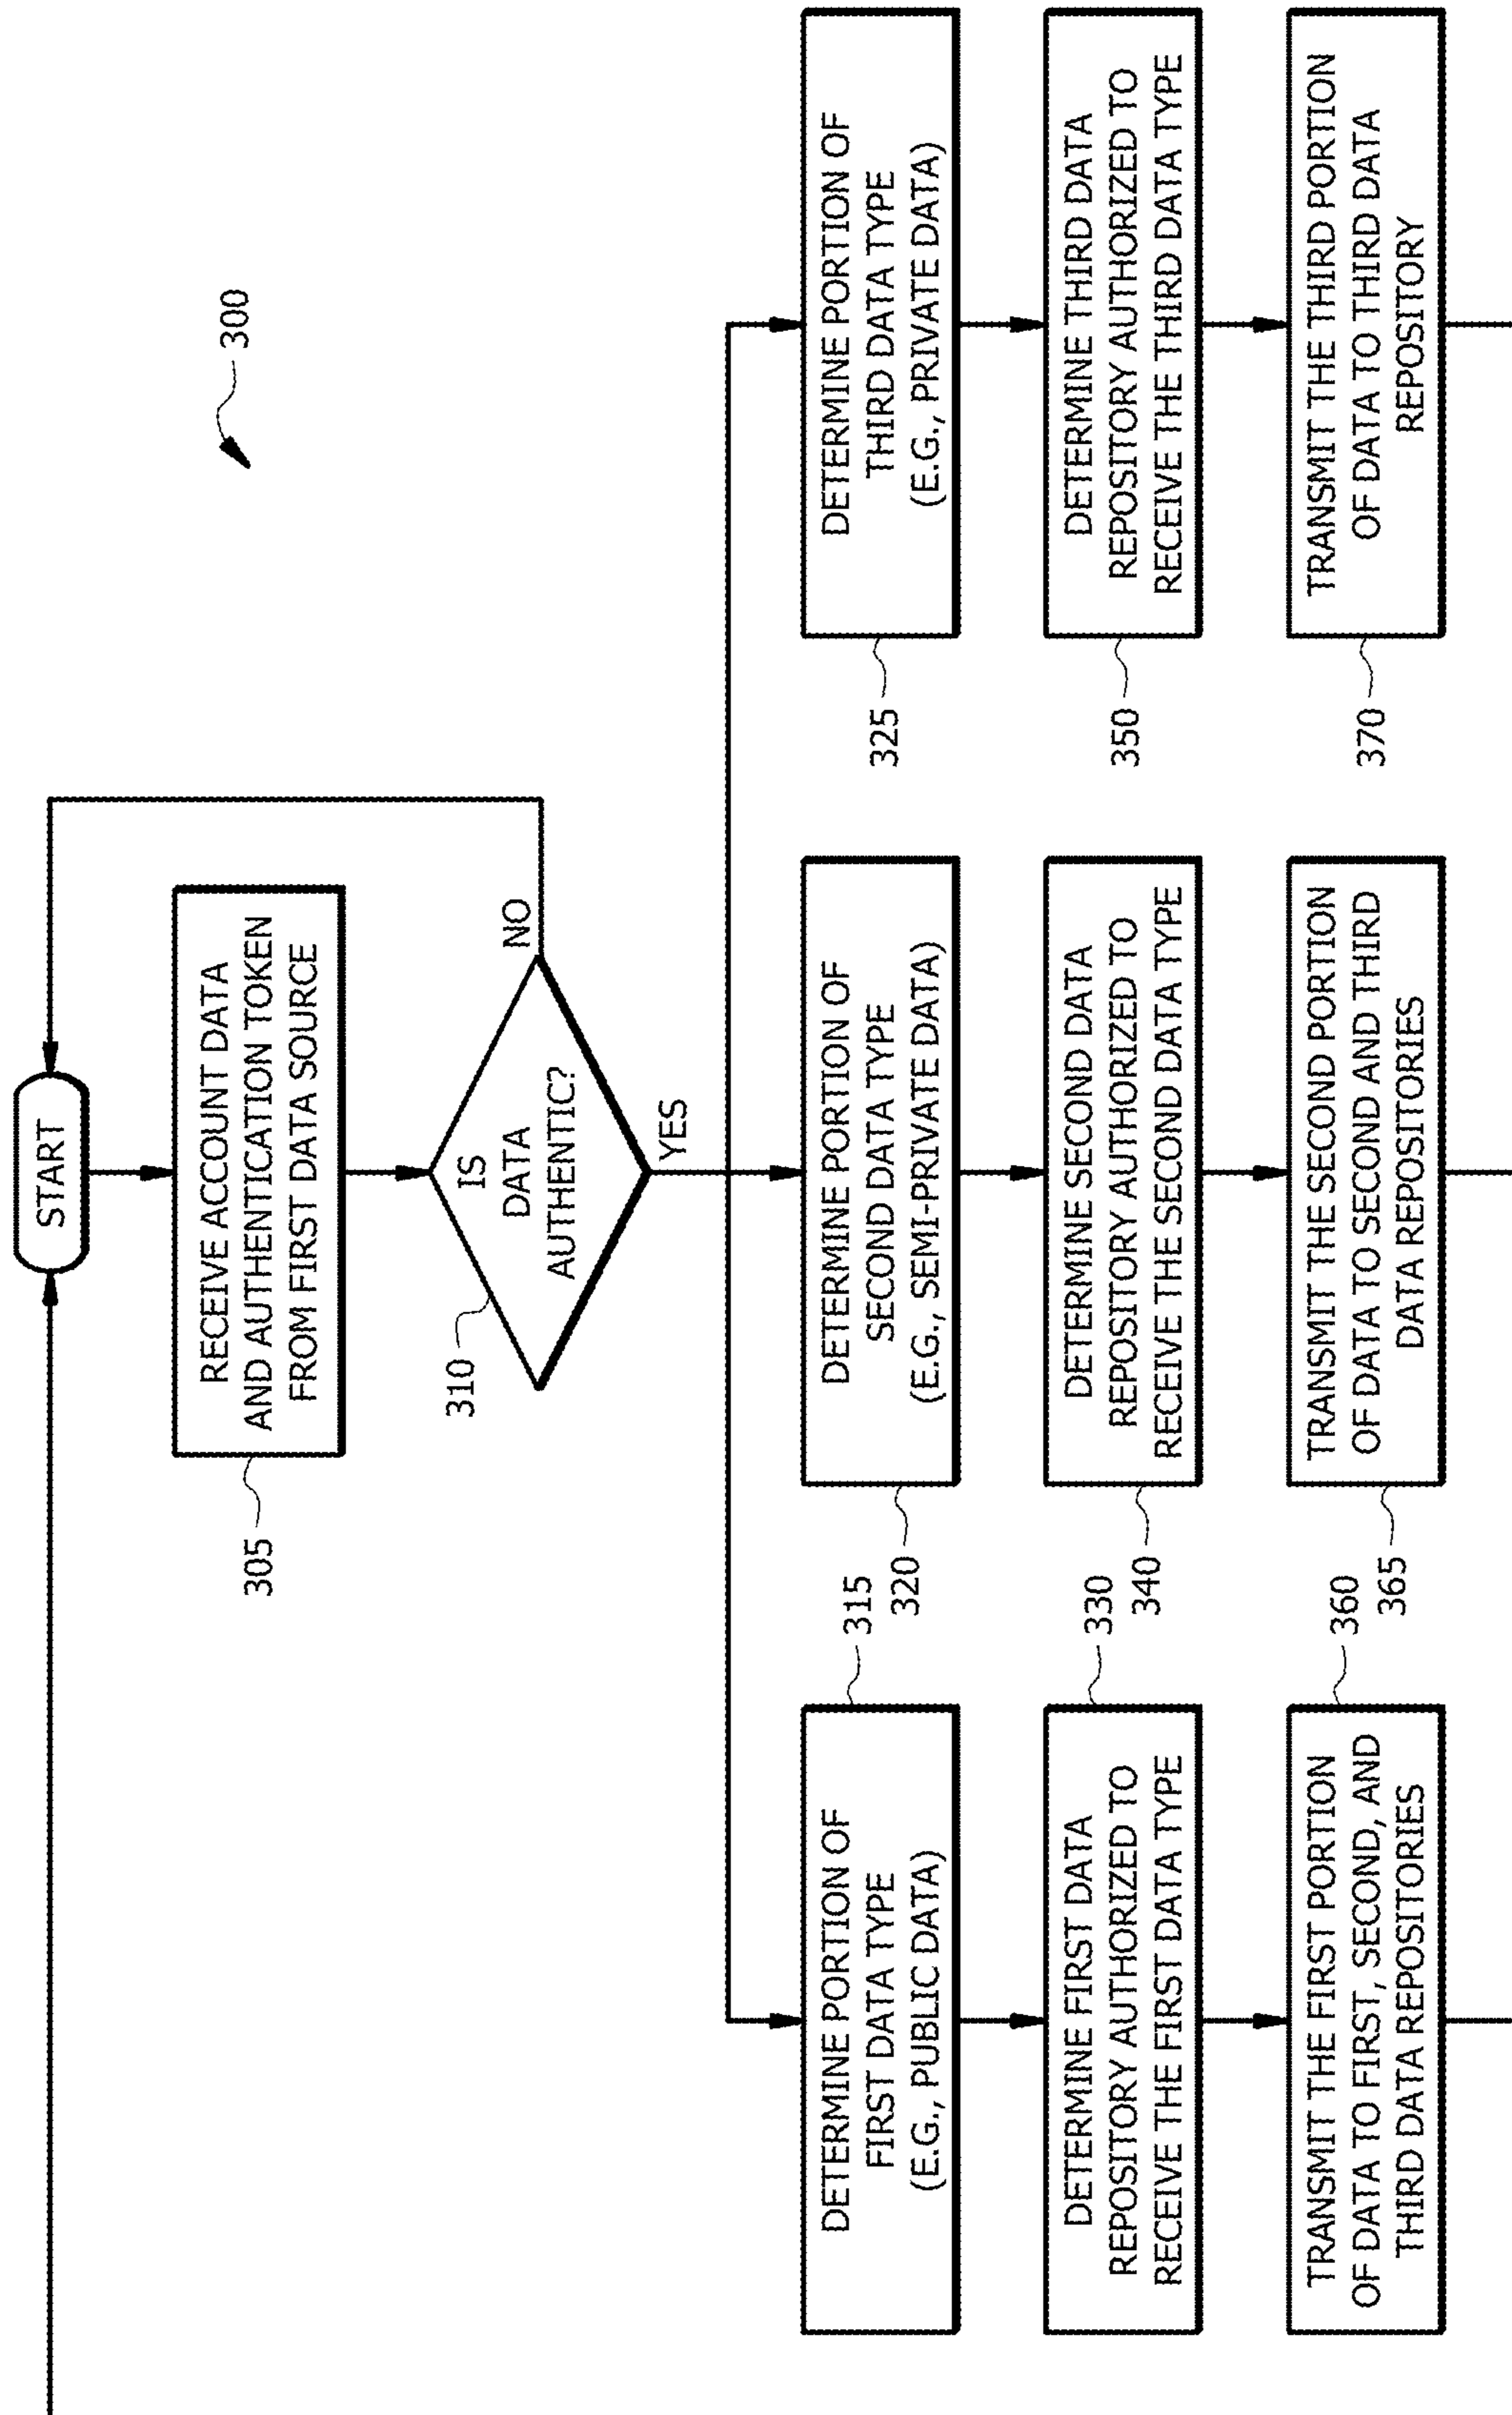 300
START
305
RECEIVE ACCOUNT DATA
AND AUTHENTICATION TOKEN
FROM FIRST DATA SOURCE
310
IS
DATA
AUTHENTIC?
NO
YES
315
DETERMINE PORTION OF
FIRST DATA TYPE
(E.G., PUBLIC DATA)
320
DETERMINE PORTION OF
SECOND DATA TYPE
(E.G., SEMI-PRIVATE DATA)
325
DETERMINE PORTION OF
THIRD DATA TYPE
(E.G., PRIVATE DATA)
330
DETERMINE FIRST DATA
REPOSITORY AUTHORIZED TO
RECEIVE THE FIRST DATA TYPE
340
DETERMINE SECOND DATA
REPOSITORY AUTHORIZED TO
RECEIVE THE SECOND DATA TYPE
350
DETERMINE THIRD DATA
REPOSITORY AUTHORIZED TO
RECEIVE THE THIRD DATA TYPE
360
TRANSMIT THE FIRST PORTION
OF DATA TO FIRST, SECOND, AND
THIRD DATA REPOSITORIES
365
TRANSMIT THE SECOND PORTION
OF DATA TO SECOND AND THIRD
DATA REPOSITORIES
370
TRANSMIT THE THIRD PORTION
OF DATA TO THIRD DATA
REPOSITORY